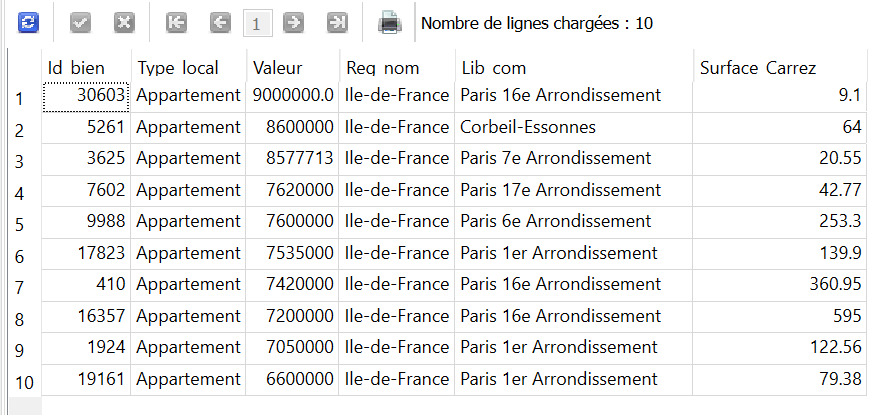 1 Nombre de lignes chargées : 10
Id bien Type local Valeur Reg nom Lib com Surface Carrez
1 30603 Appartement 9000000.0 Ile-de-France Paris 16e Arrondissement 9.1
2 5261 Appartement 8600000 Ile-de-France Corbeil-Essonnes 64
3 3625 Appartement 8577713 Ile-de-France Paris 7e Arrondissement 20.55
4 7602 Appartement 7620000 Ile-de-France Paris 17e Arrondissement 42.77
5 9988 Appartement 7600000 Ile-de-France Paris 6e Arrondissement 253.3
6 17823 Appartement 7535000 Ile-de-France Paris 1er Arrondissement 139.9
7 410 Appartement 7420000 Ile-de-France Paris 16e Arrondissement 360.95
8 16357 Appartement 7200000 Ile-de-France Paris 16e Arrondissement 595
9 1924 Appartement 7050000 Ile-de-France Paris 1er Arrondissement 122.56
10 19161 Appartement 6600000 Ile-de-France Paris 1er Arrondissement 79.38